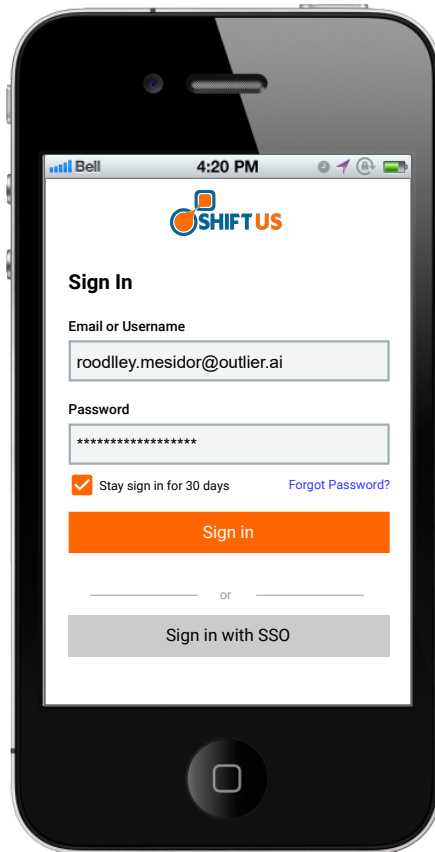 Bell 4:20 PM
SHIFT US
Sign In
Email or Username
roodlley.mesidor@outlier.ai
Password
******************
Stay sign in for 30 days Forgot Password?
Sign in
or
Sign in with SSO